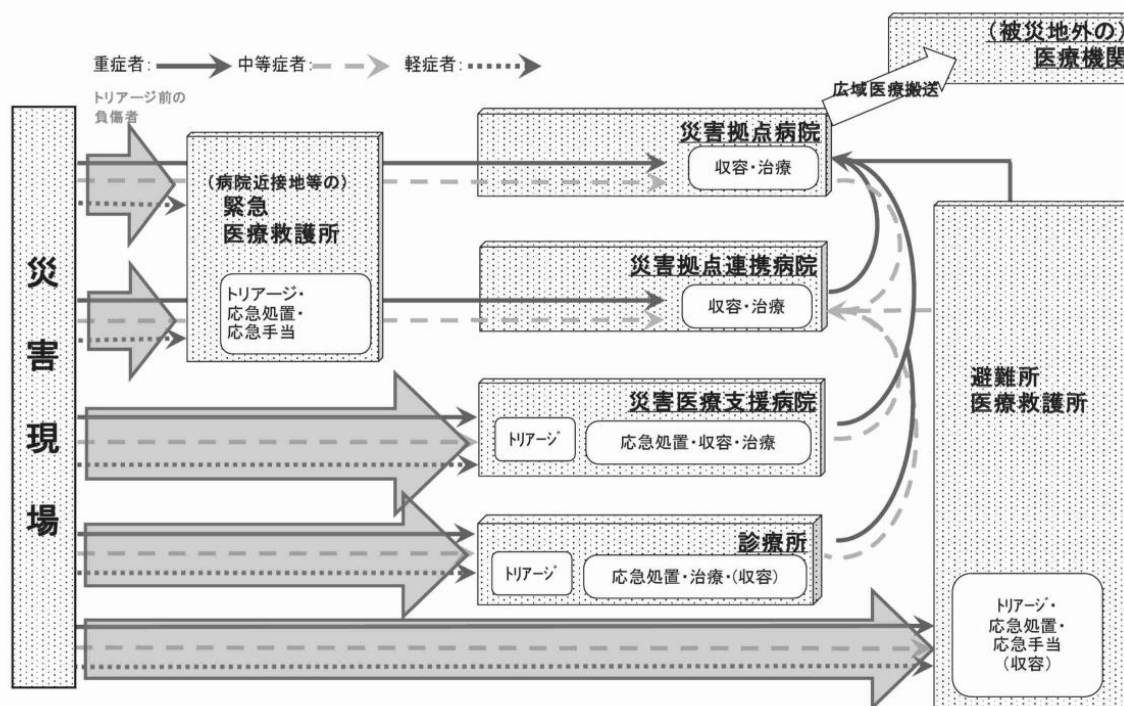 (被災地外の)
医療機関
重症者:
中等症者:
軽症者:
広域医療搬送
トリアージ前の
負傷者
災害現場
(病院近接地等の)
緊急
医療救護所
トリアージ・
応急処置・
応急手当
災害拠点病院
収容・治療
災害拠点連携病院
収容・治療
災害医療支援病院
トリアージ
応急処置・収容・治療
診療所
トリアージ
応急処置・治療・(収容)
避難所
医療救護所
トリアージ・
応急処置・
応急手当
(収容)